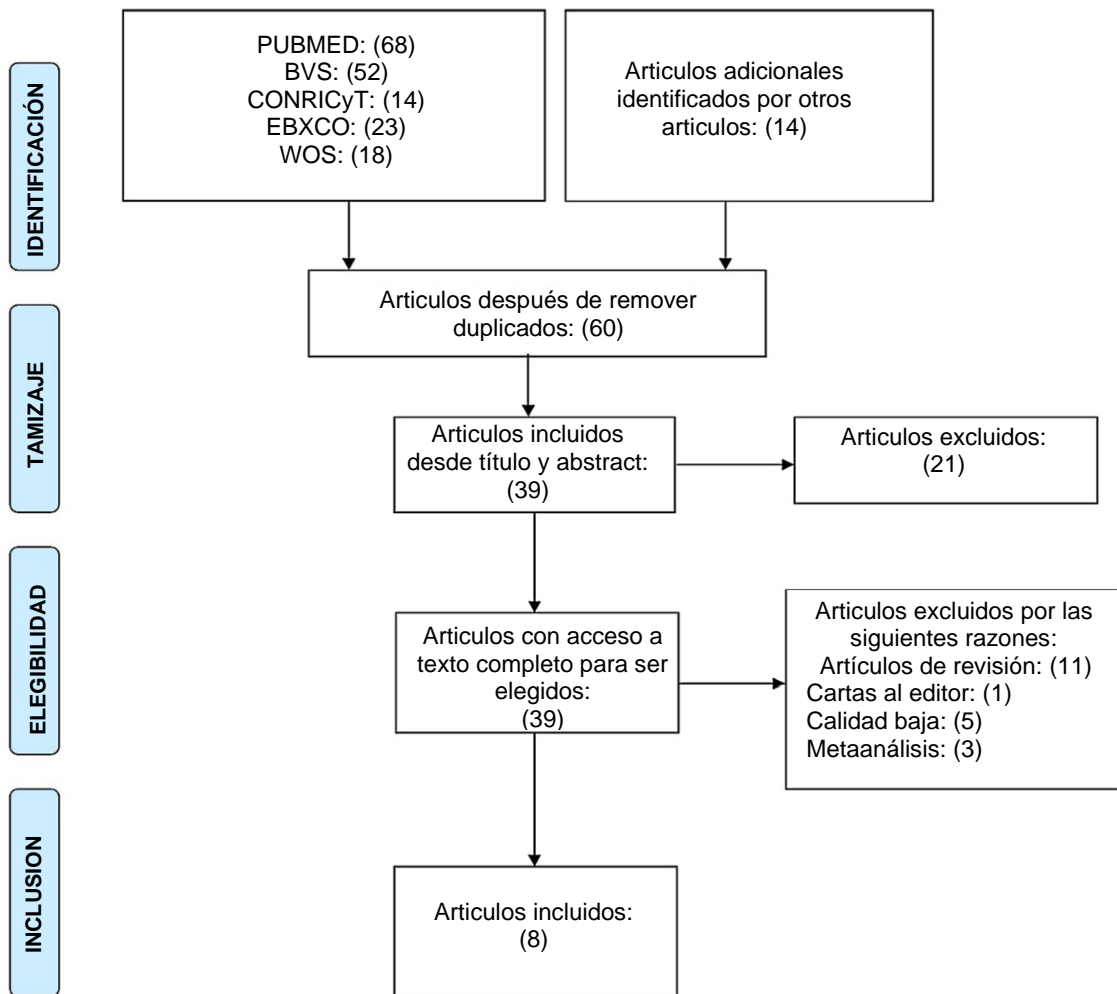 IDENTIFICACIÓN
PUBMED: (68)
BVS: (52)
CONRICyT: (14)
EBXCO: (23)
WOS: (18)
Articulos adicionales
identificados por otros
articulos: (14)
Articulos después de remover
duplicados: (60)
TAMIZAJE
Articulos incluidos
desde título y abstract:
(39)
Articulos excluidos:
(21)
ELEGIBILIDAD
Articulos con acceso a
texto completo para ser
elegidos:
(39)
Articulos excluidos por las
siguientes razones:
Artículos de revisión: (11)
Cartas al editor: (1)
Calidad baja: (5)
Metaanálisis: (3)
INCLUSION
Articulos incluidos:
(8)